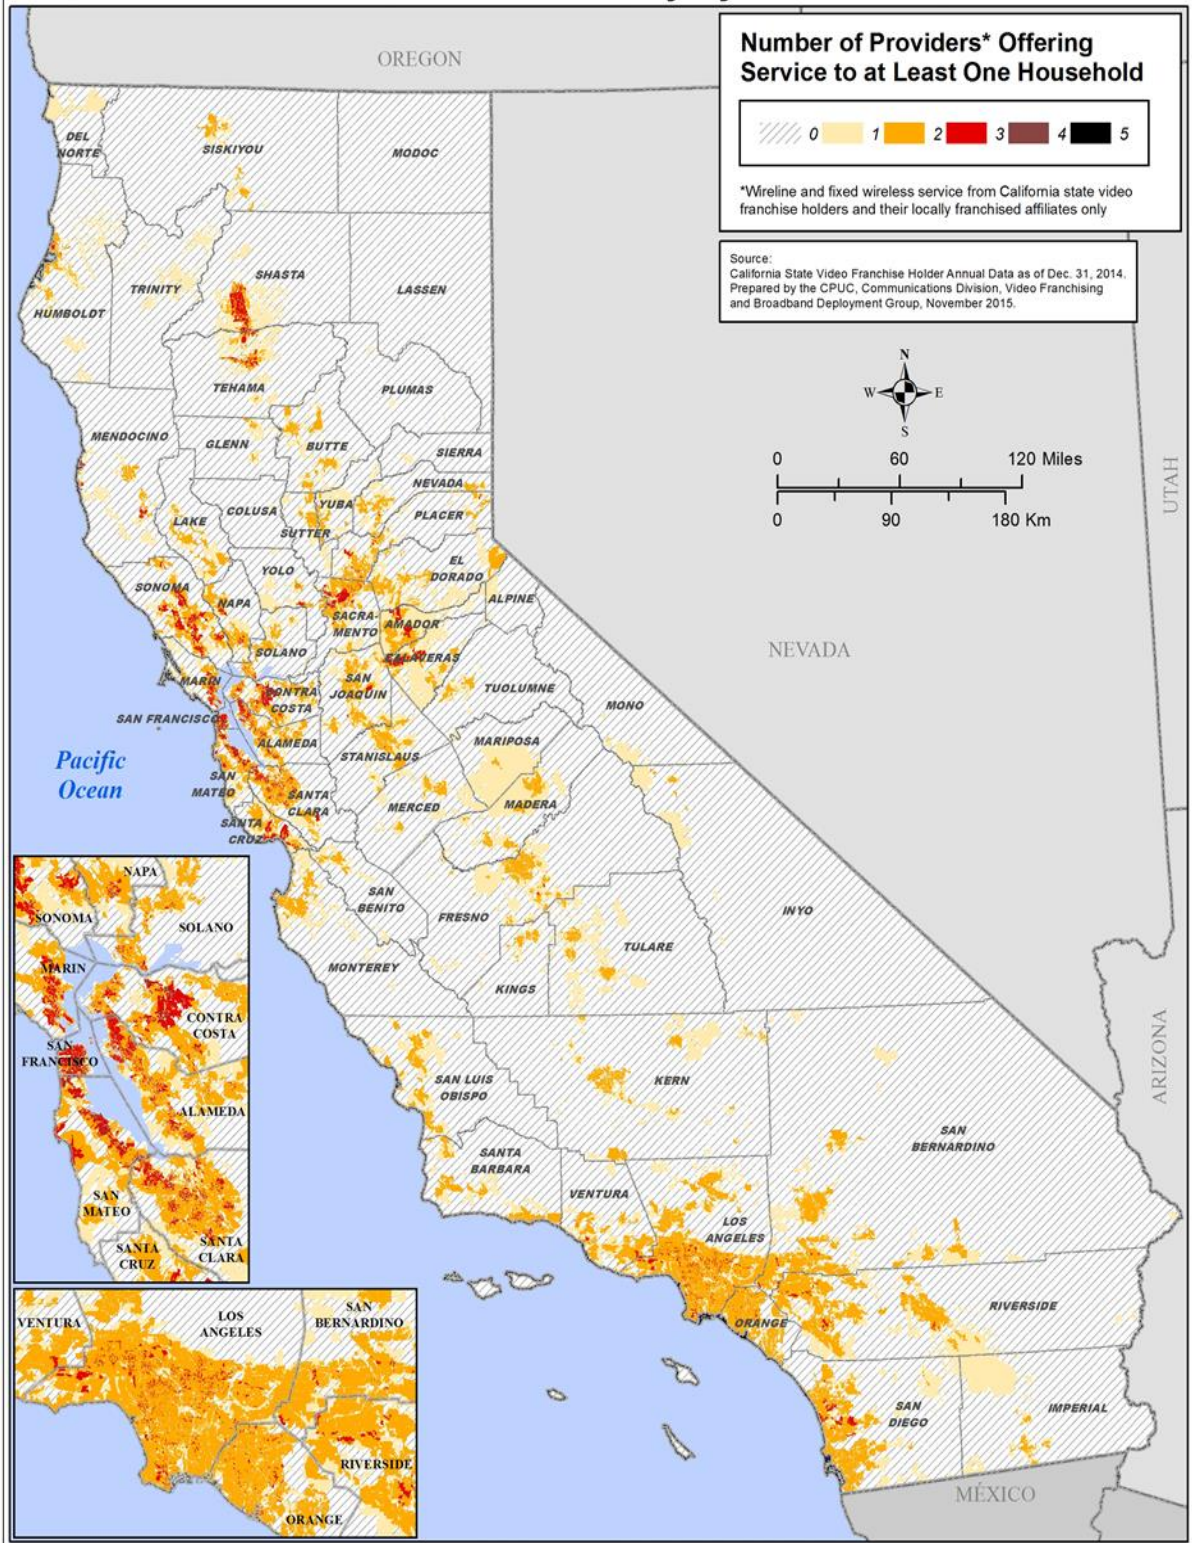 OREGON
Number of Providers* Offering
Service to at Least One Household
0 1 2 3 4 5
*Wireline and fixed wireless service from California state video
franchise holders and their locally franchised affiliates only
Source:
California State Video Franchise Holder Annual Data as of Dec. 31, 2014.
Prepared by the CPUC, Communications Division, Video Franchising
and Broadband Deployment Group, November 2015.
N
W E
S
0 60 120 Miles
0 90 180 Km
UTAH
NEVADA
ARIZONA
MÉXICO
Pacific
Ocean
DEL
NORTE
SISKIYOU
MODOC
HUMBOLDT
TRINITY
SHASTA
LASSEN
TEHAMA
PLUMAS
MENDOCINO
GLENN
BUTTE
SIERRA
NEVADA
LAKE
COLUSA
YUBA
SUTTER
PLACER
SONOMA
NAPA
YOLO
EL
DORADO
ALPINE
SACRA-
MENTO
AMADOR
SOLANO
CALAVERAS
MARIN
CONTRA
COSTA
SAN
JOAQUIN
TUOLUMNE
MONO
SAN FRANCISCO
ALAMEDA
STANISLAUS
MARIPOSA
SAN
MATEO
SANTA
CLARA
MERCED
MADERA
SANTA
CRUZ
SAN
BENITO
FRESNO
INYO
MONTEREY
KINGS
TULARE
SAN LUIS
OBISPO
KERN
SAN
BERNARDINO
SANTA
BARBARA
VENTURA
LOS
ANGELES
ORANGE
RIVERSIDE
SAN
DIEGO
IMPERIAL
NAPA
SONOMA
SOLANO
MARIN
CONTRA
COSTA
SAN
FRANCISCO
ALAMEDA
SAN
MATEO
SANTA
CRUZ
SANTA
CLARA
VENTURA
LOS
ANGELES
SAN
BERNARDINO
RIVERSIDE
ORANGE